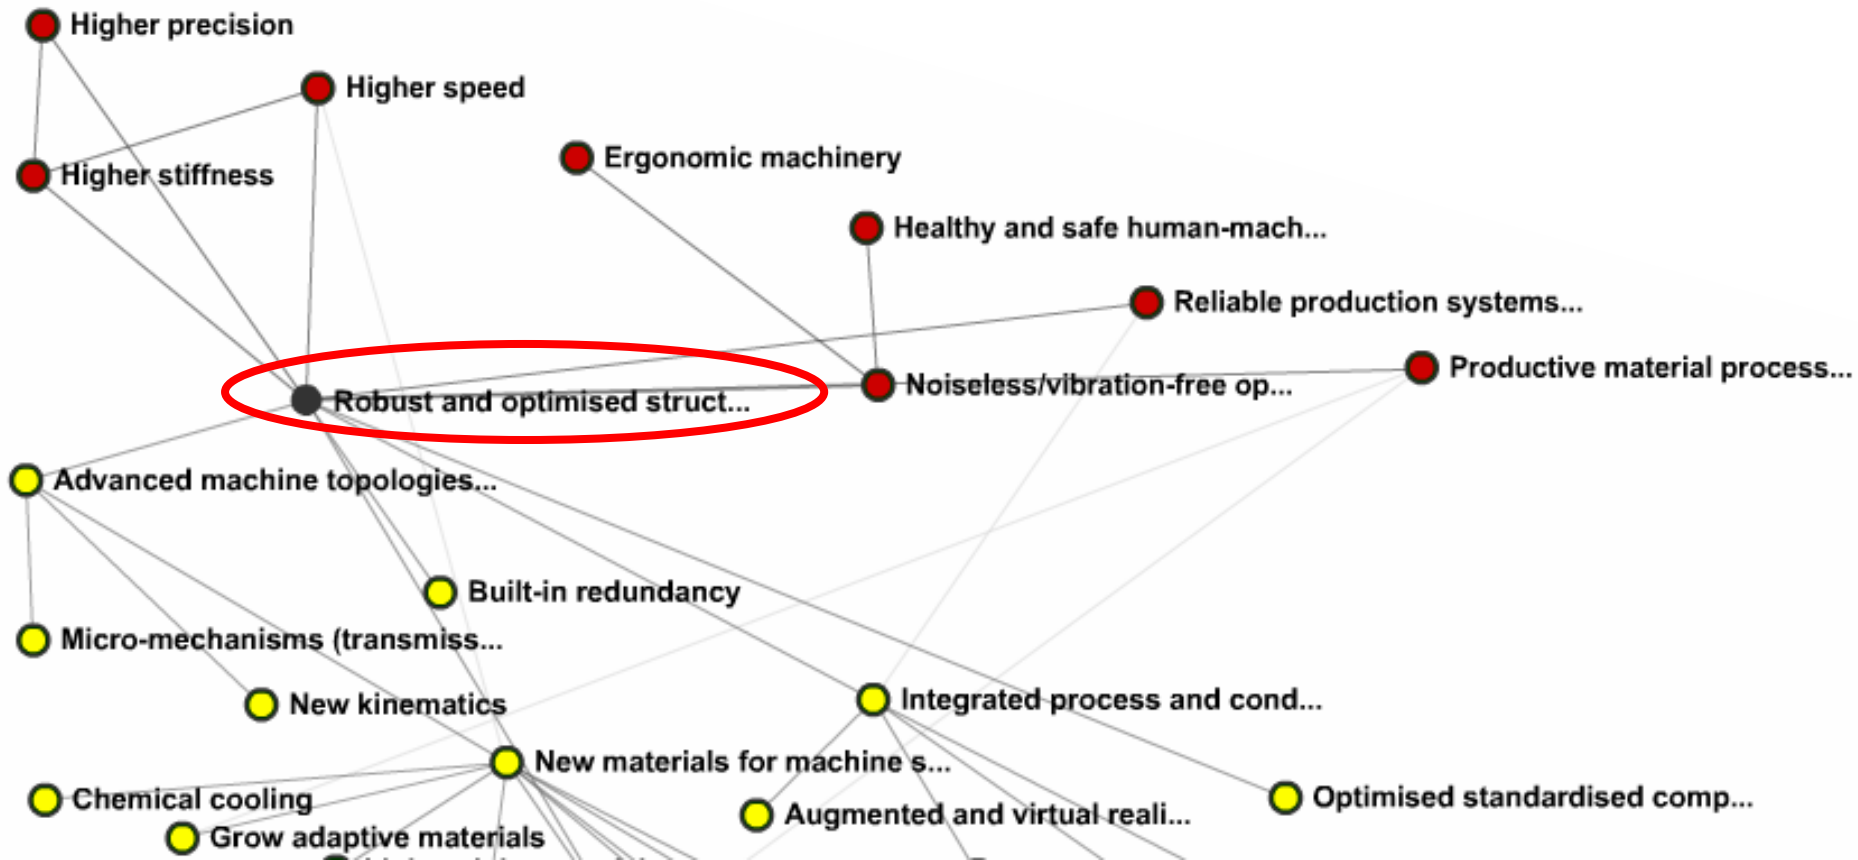 Higher precision
Higher speed
Ergonomic machinery
Higher stiffness
Healthy and safe human-mach...
Reliable production systems...
Productive material process...
Noiseless/vibration-free op...
Robust and optimised struct...
Advanced machine topologies...
Built-in redundancy
Micro-mechanisms (transmiss...
New kinematics
Integrated process and cond...
New materials for machine s...
Optimised standardised comp...
Chemical cooling
Augmented and virtual reali...
Grow adaptive materials